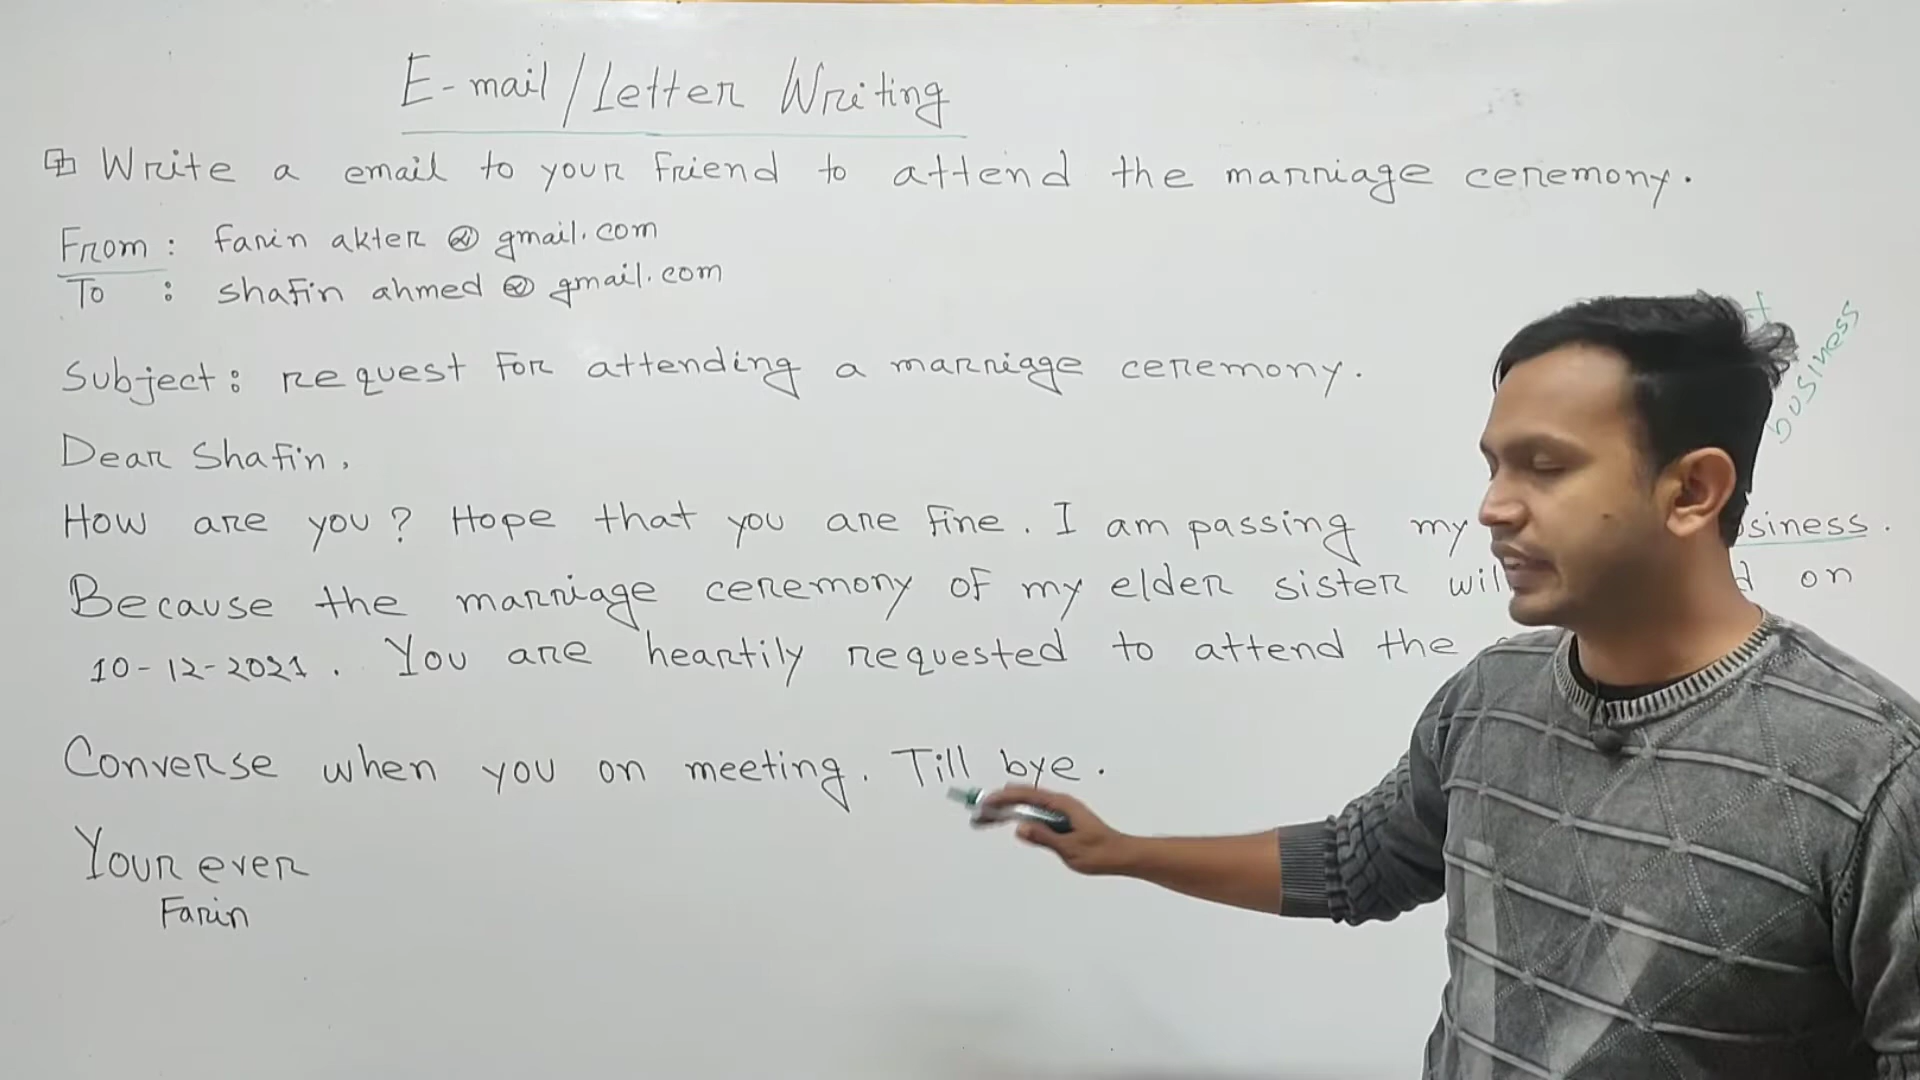 E-mail/Letter Writing
Write a email to your friend to attend the marriage ceremony.
From : farin akter @ gmail.com
To : shafin ahmed @ gmail.com
Subject: request for attending a marriage ceremony.
Dear Shafin,
How are you? Hope that you are fine. I am passing my
Because the marriage ceremony of my elder sister on
10-12-2021. You are heartily requested to attend the
Converse when you on meeting. Till bye.
Your ever
Farin
business